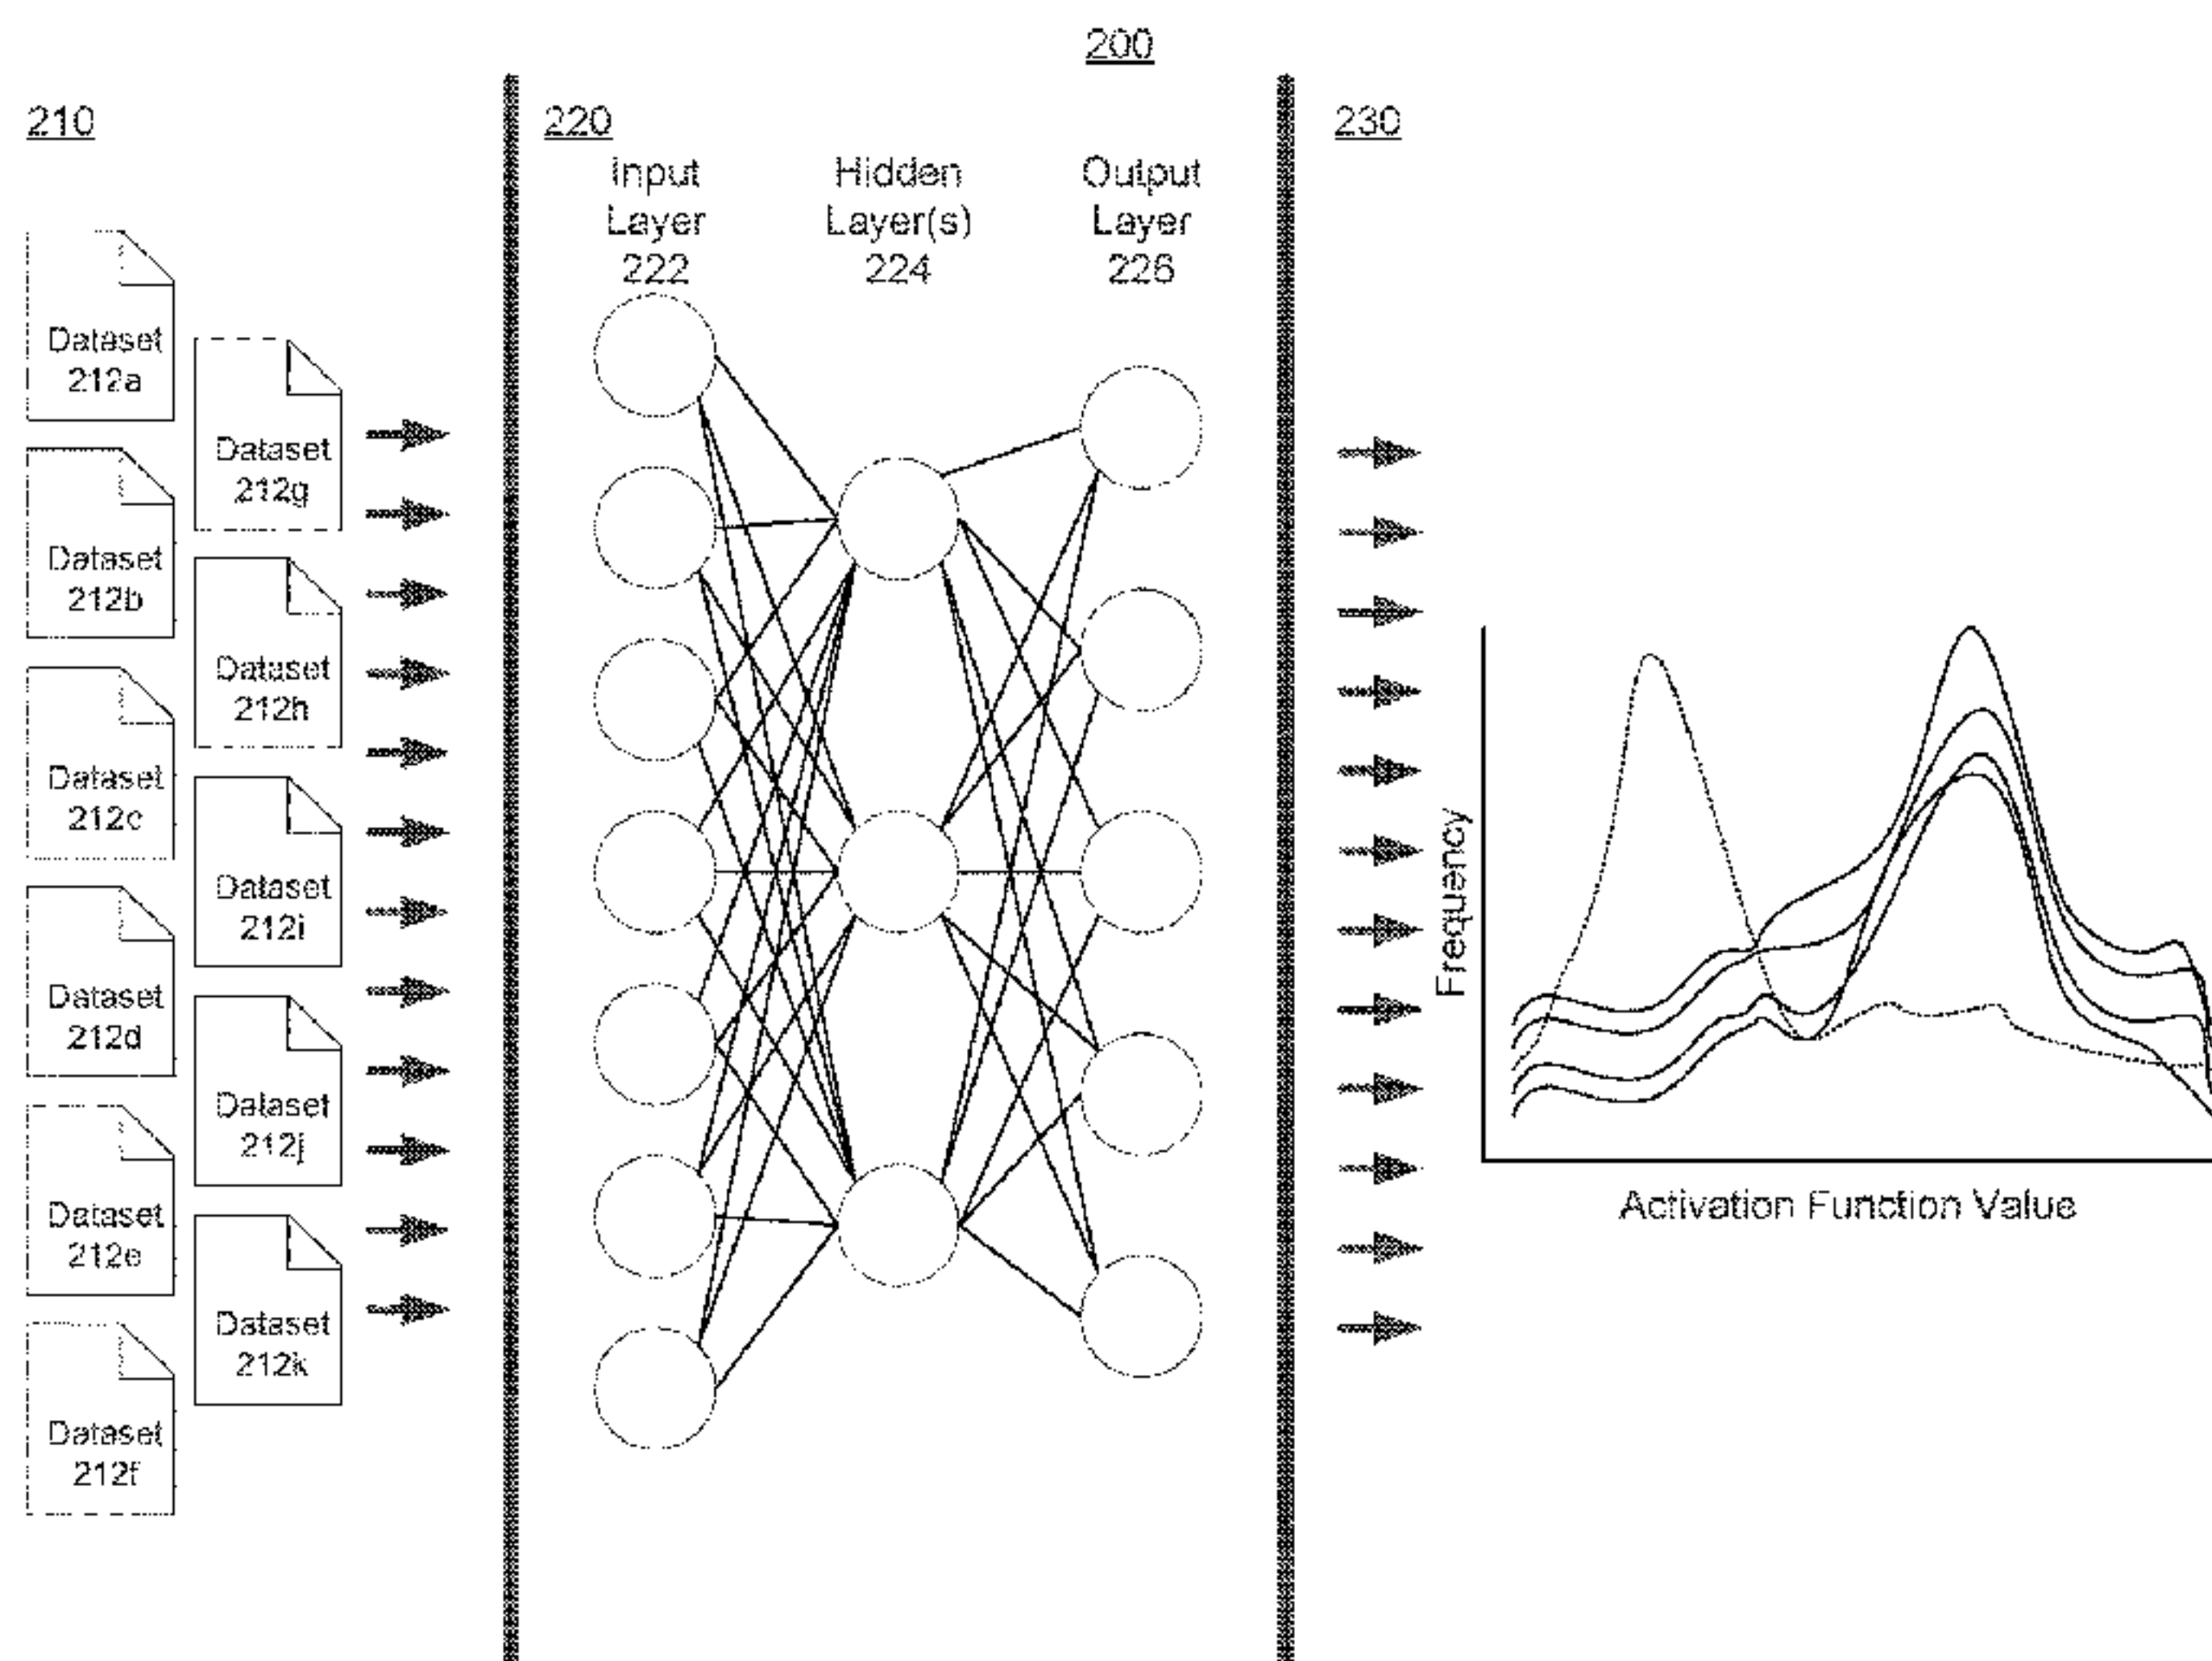 200
210
220
230
Input
Layer
222
Hidden
Layer(s)
224
Output
Layer
226
Dataset
212a
Dataset
212b
Dataset
212c
Dataset
212d
Dataset
212e
Dataset
212f
Dataset
212g
Dataset
212h
Dataset
212i
Dataset
212j
Dataset
212k
Frequency
Activation Function Value